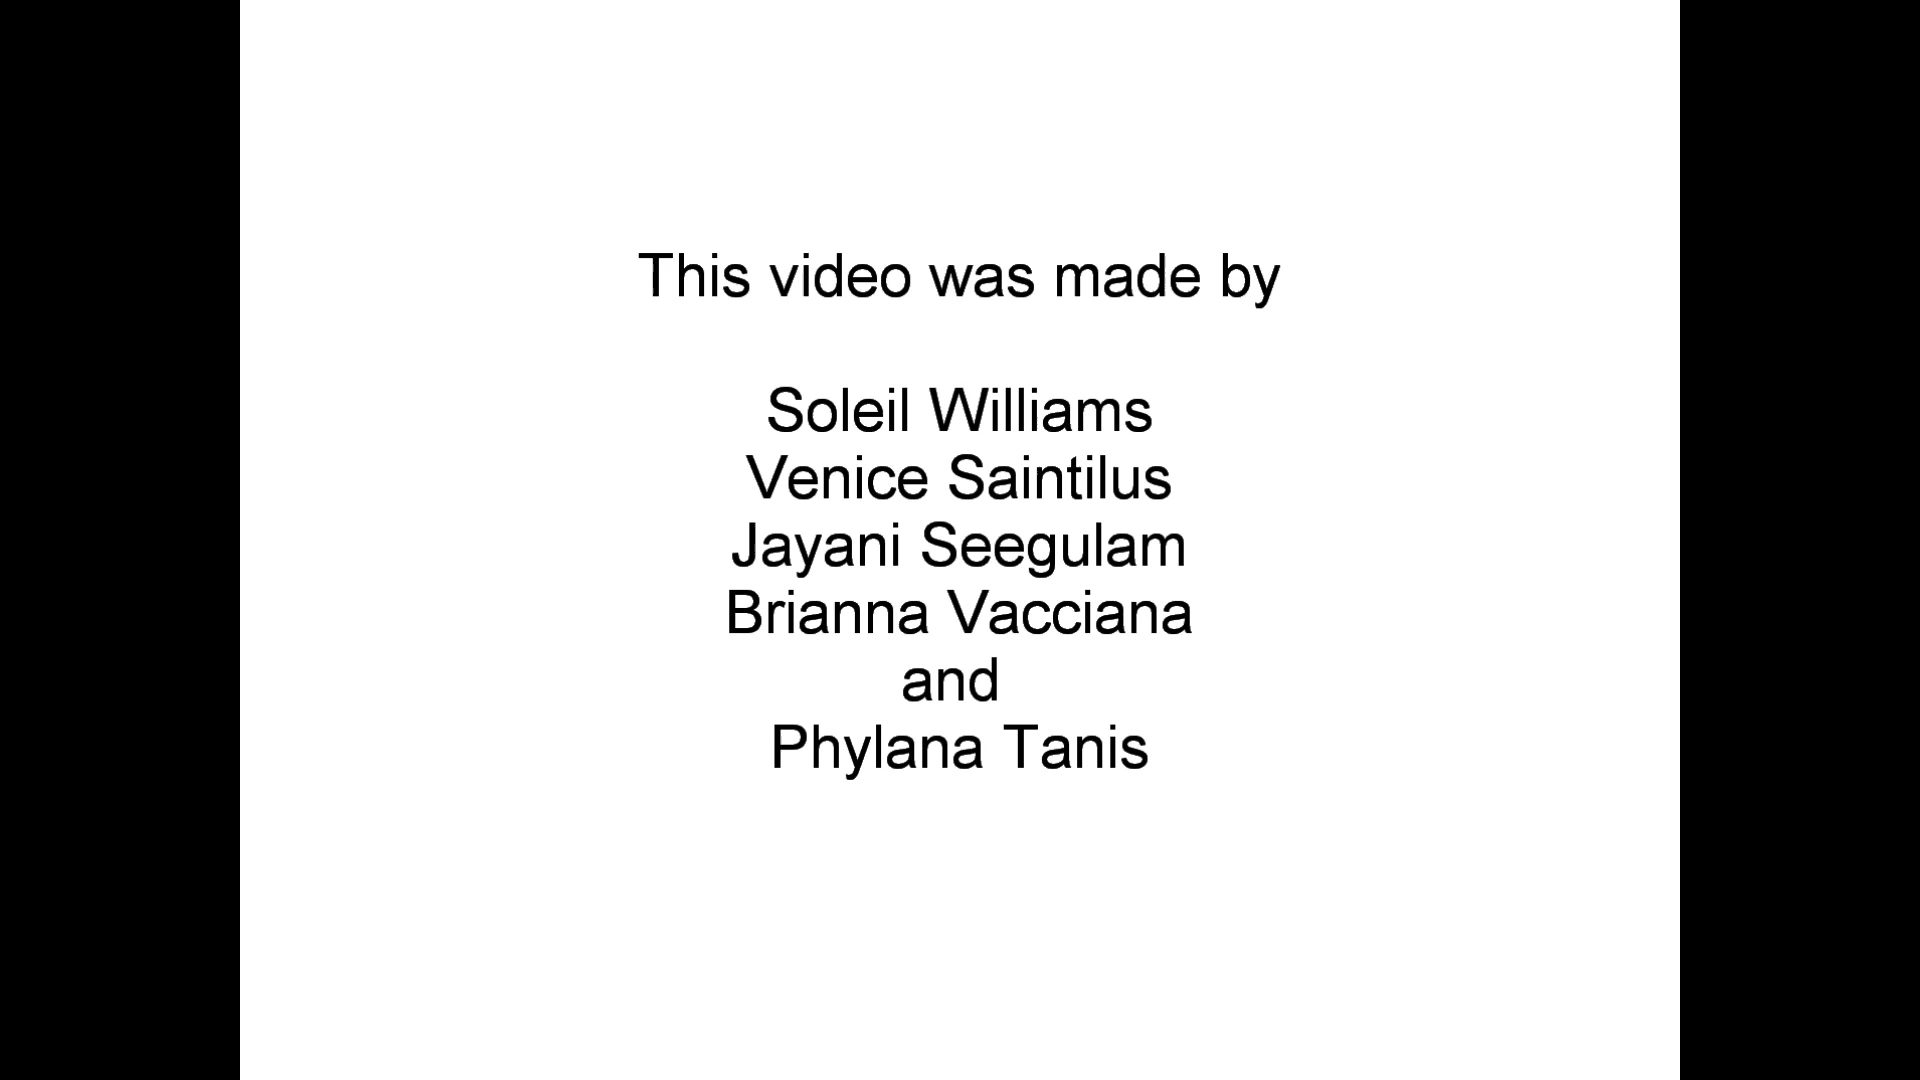 This video was made by
Soleil Williams
Venice Saintilus
Jayani Seegulam
Brianna Vacciana
and
Phylana Tanis